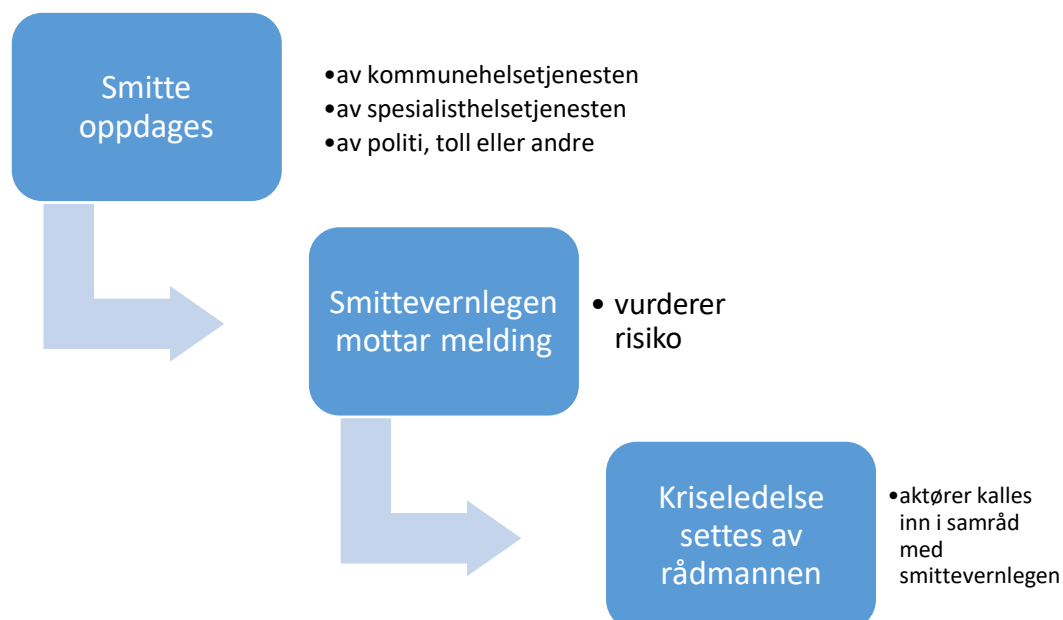 Smitte
oppdages
•av kommunehelsetjenesten
•av spesialisthelsetjenesten
•av politi, toll eller andre
Smittevernlegen
mottar melding
• vurderer
risiko
Kriseledelse
settes av
rådmannen
•aktører kalles
inn i samråd
med
smittevernlegen